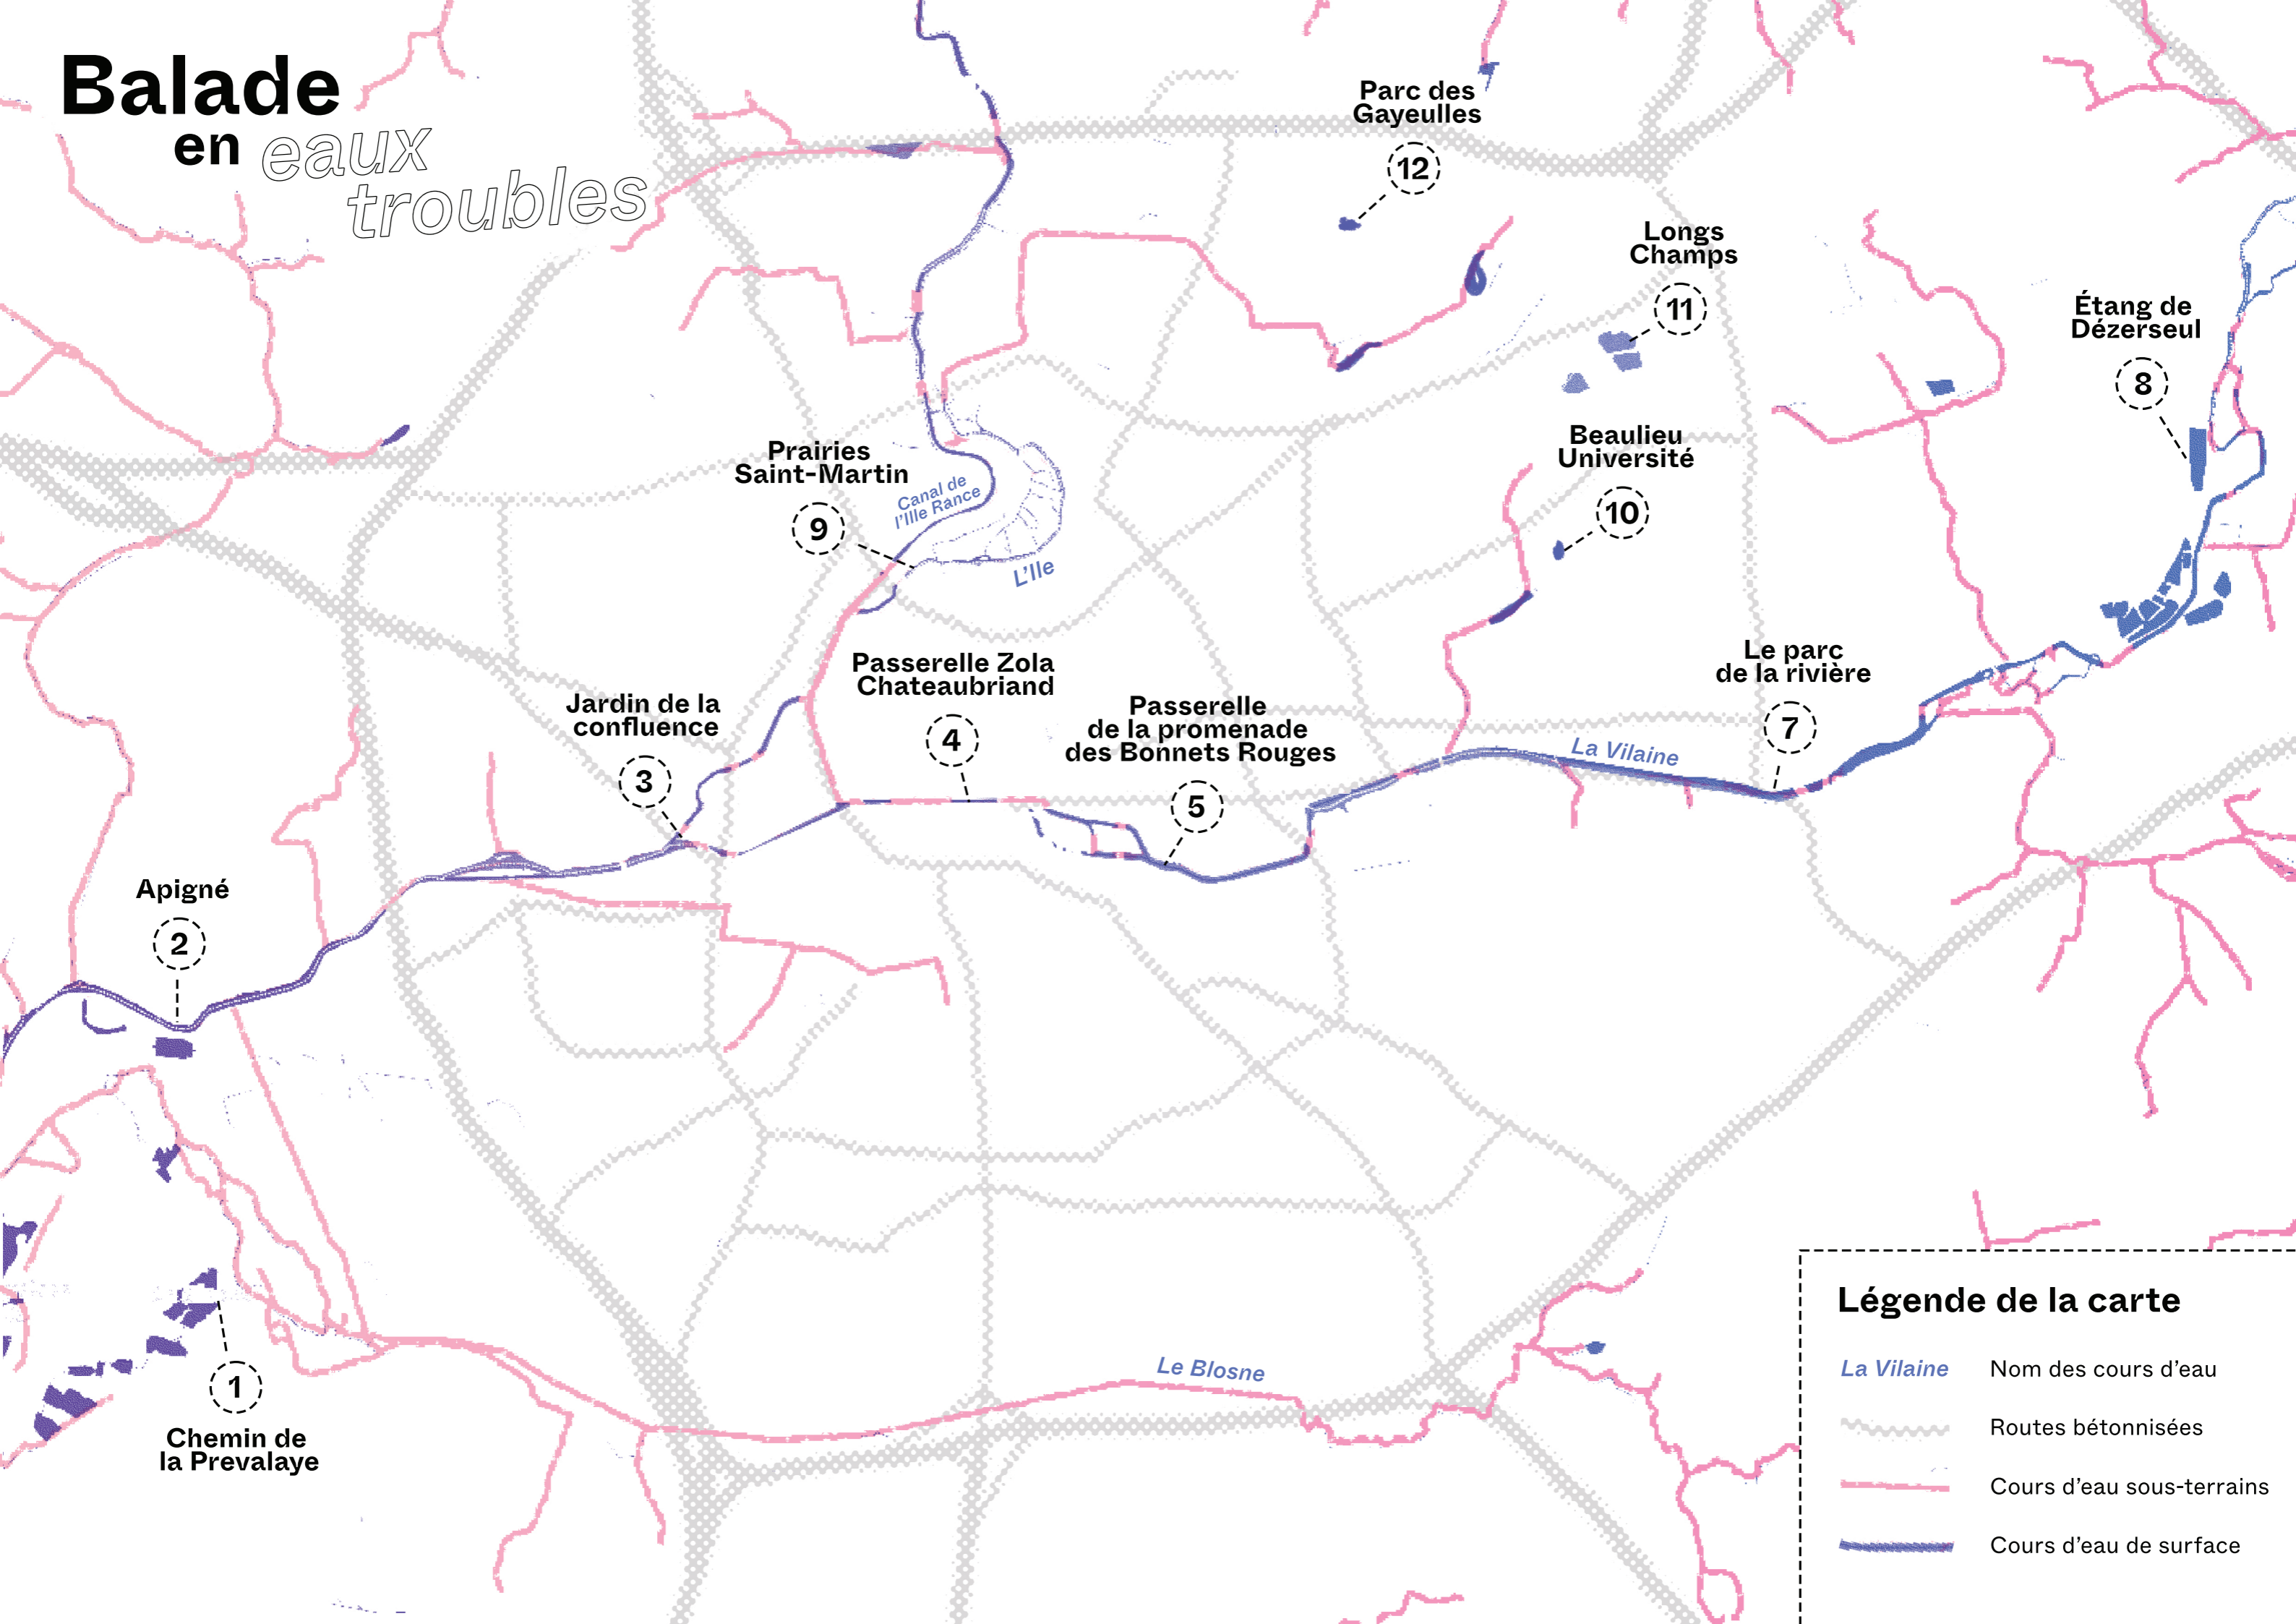 Balade
en eaux
troubles
Parc des
Gayeulles
12
Longs
Champs
11
Étang de
Dézerseul
8
Prairies
Saint-Martin
9
Canal de
l'Ille Rance
L'Ile
Beaulieu
Université
10
Passerelle Zola
Chateaubriand
4
Jardin de la
confluence
3
Passerelle
de la promenade
des Bonnets Rouges
5
Le parc
de la rivière
7
La Vilaine
Apigné
2
1
Chemin de
la Prevalaye
Le Blosne
Légende de la carte
La Vilaine Nom des cours d'eau
Routes bétonnisées
Cours d'eau sous-terrains
Cours d'eau de surface